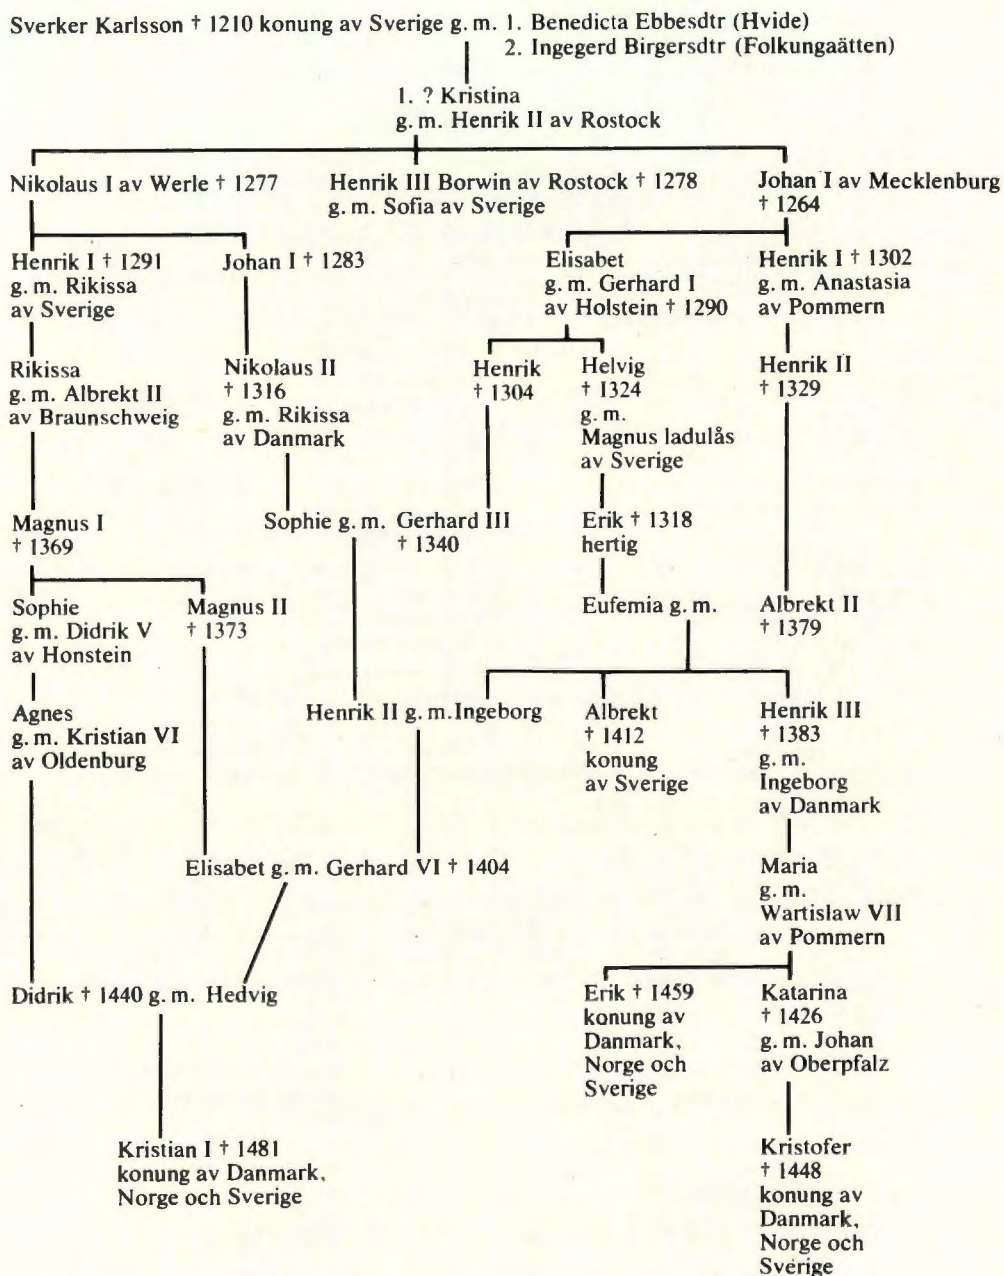 Sverker Karlsson † 1210 konung av Sverige g. m. 1. Benedicta Ebbesdtr (Hvide)
2. Ingegerd Birgersdtr (Folkungaätten)
1. ? Kristina
g. m. Henrik II av Rostock
Nikolaus I av Werle † 1277
Henrik III Borwin av Rostock † 1278
g. m. Sofia av Sverige
Johan I av Mecklenburg
† 1264
Henrik I † 1291
g. m. Rikissa
av Sverige
Johan I † 1283
Elisabet
g. m. Gerhard I
av Holstein † 1290
Henrik I † 1302
g. m. Anastasia
av Pommern
Rikissa
g. m. Albrekt II
av Braunschweig
Nikolaus II
† 1316
g. m. Rikissa
av Danmark
Henrik
† 1304
Helvig
† 1324
g. m.
Magnus ladulås
av Sverige
Henrik II
† 1329
Magnus I
† 1369
Sophie g. m. Gerhard III
† 1340
Erik † 1318
hertig
Sophie
g. m. Didrik V
av Honstein
Magnus II
† 1373
Eufemia g. m.
Albrekt II
† 1379
Agnes
g. m. Kristian VI
av Oldenburg
Henrik II g. m. Ingeborg
Albrekt
† 1412
konung
av Sverige
Henrik III
† 1383
g. m.
Ingeborg
av Danmark
Elisabet g. m. Gerhard VI † 1404
Maria
g. m.
Wartislaw VII
av Pommern
Didrik † 1440 g. m. Hedvig
Erik † 1459
konung av
Danmark,
Norge och
Sverige
Katarina
† 1426
g. m. Johan
av Oberpfalz
Kristian I † 1481
konung av Danmark,
Norge och Sverige
Kristofer
† 1448
konung av
Danmark,
Norge och
Sverige